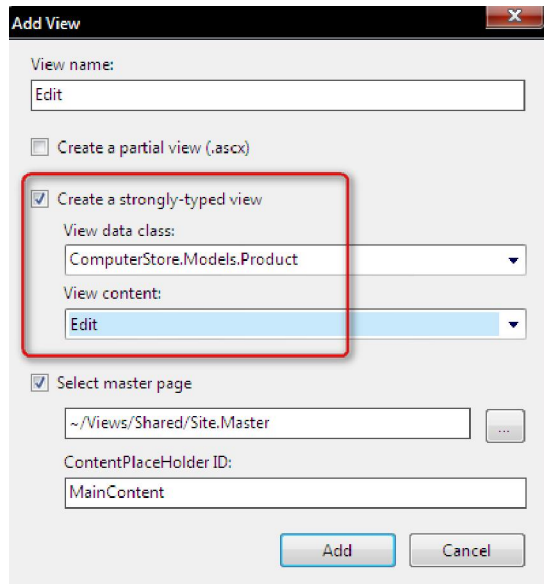 Add View
View name:
Edit
Create a partial view (.ascx)
Create a strongly-typed view
View data class:
ComputerStore.Models.Product
View content:
Edit
Select master page
~/Views/Shared/Site.Master
...
ContentPlaceHolder ID:
MainContent
Add Cancel